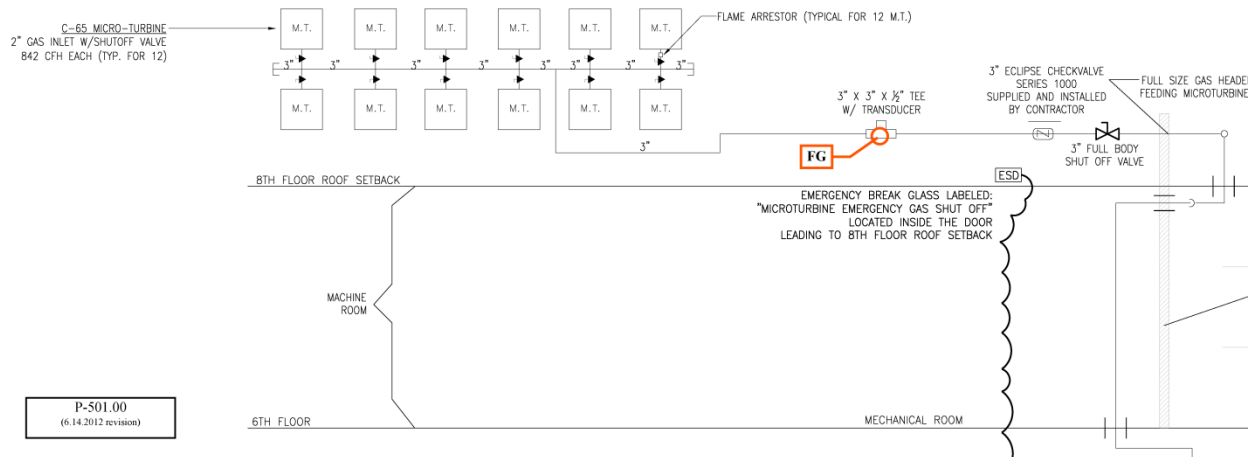 C-65 MICRO-TURBINE
2" GAS INLET W/SHUTOFF VALVE
842 CFH EACH (TYP. FOR 12)
M.T. M.T. M.T. M.T. M.T. M.T.
FLAME ARRESTOR (TYPICAL FOR 12 M.T.)
3" 3" 3" 3" 3" 3" 3"
M.T. M.T. M.T. M.T. M.T. M.T.
3"
3" X 3" X ½" TEE
W/ TRANSDUCER
FG
3" ECLIPSE CHECKVALVE
SERIES 1000
SUPPLIED AND INSTALLED
BY CONTRACTOR
FULL SIZE GAS HEADER
FEEDING MICROTURBINE
3" FULL BODY
SHUT OFF VALVE
8TH FLOOR ROOF SETBACK
ESD
EMERGENCY BREAK GLASS LABELED:
"MICROTURBINE EMERGENCY GAS SHUT OFF"
LOCATED INSIDE THE DOOR
LEADING TO 8TH FLOOR ROOF SETBACK
MACHINE
ROOM
P-501.00
(6.14.2012 revision)
6TH FLOOR
MECHANICAL ROOM